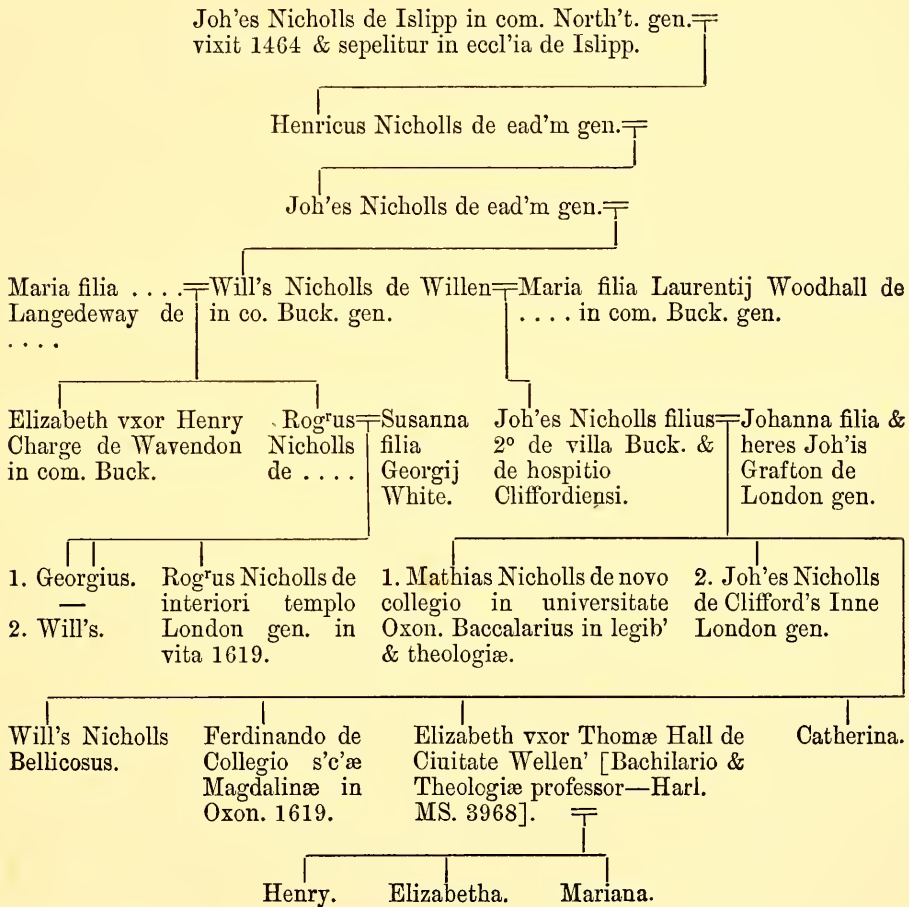 Joh'es Nicholls de Islipp in com. North't. gen.
vixit 1464 & sepelitur in eccl'ia de Islipp.
Henricus Nicholls de ead'm gen.
Joh'es Nicholls de ead'm gen.
Maria filia . . . .
Langedeway de
. . . .
Will's Nicholls de Willen
in co. Buck. gen.
Maria filia Laurentij Woodhall de
. . . . in com. Buck. gen.
Elizabeth vxor Henry
Charge de Wavendon
in com. Buck.
Rogʳus
Nicholls
de . . . .
Susanna
filia
Georgij
White.
Joh'es Nicholls filius
2º de villa Buck. &
de hospitio
Cliffordiensi.
Johanna filia &
heres Joh'is
Grafton de
London gen.
1. Georgius.
—
2. Will's.
Rogʳus Nicholls de
interiori templo
London gen. in
vita 1619.
1. Mathias Nicholls de novo
collegio in universitate
Oxon. Baccalarius in legib'
& theologiæ.
2. Joh'es Nicholls
de Clifford's Inne
London gen.
Will's Nicholls
Bellicosus.
Ferdinando de
Collegio s'c'æ
Magdalinæ in
Oxon. 1619.
Elizabeth vxor Thomæ Hall de
Ciuitate Wellen' [Bachilario &
Theologiæ professor—Harl.
MS. 3968].
Catherina.
Henry.
Elizabetha.
Mariana.